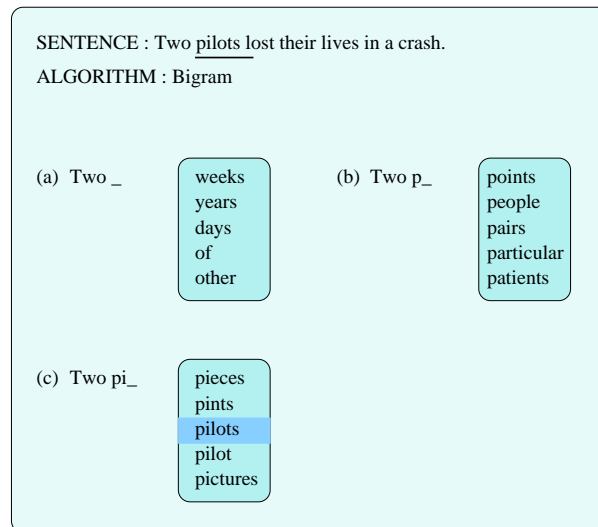 SENTENCE : Two pilots lost their lives in a crash.
ALGORITHM : Bigram
(a) Two _
weeks
years
days
of
other
(b) Two p_
points
people
pairs
particular
patients
(c) Two pi_
pieces
pints
pilots
pilot
pictures